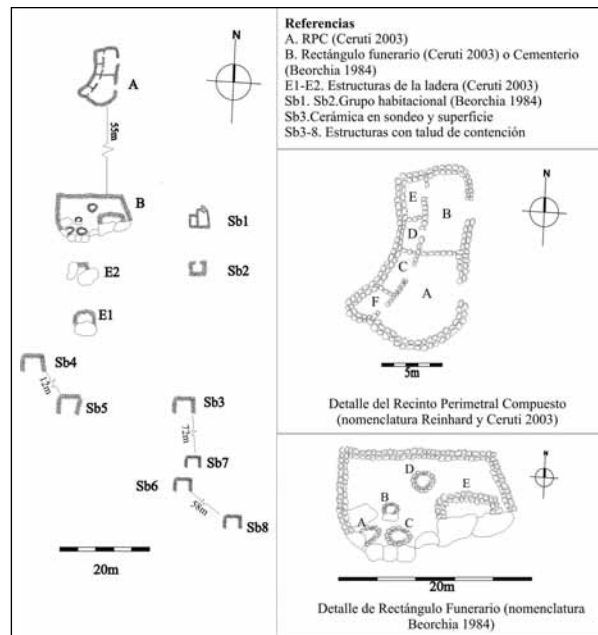 N
A
55m
B
Sb1
E2
Sb2
E1
Sb4
12m
Sb5
Sb3
72m
Sb7
Sb6
58m
Sb8
20m
Referencias
A. RPC (Ceruti 2003)
B. Rectángulo funerario (Ceruti 2003) o Cementerio
(Beorchia 1984)
E1-E2. Estructuras de la ladera (Ceruti 2003)
Sb1. Sb2.Grupo habitacional (Beorchia 1984)
Sb3.Cerámica en sondeo y superficie
Sb3-8. Estructuras con talud de contención
N
E
B
D
C
F
A
5m
Detalle del Recinto Perimetral Compuesto
(nomenclatura Reinhard y Ceruti 2003)
N
D
E
B
A
C
20m
Detalle de Rectángulo Funerario (nomenclatura
Beorchia 1984)